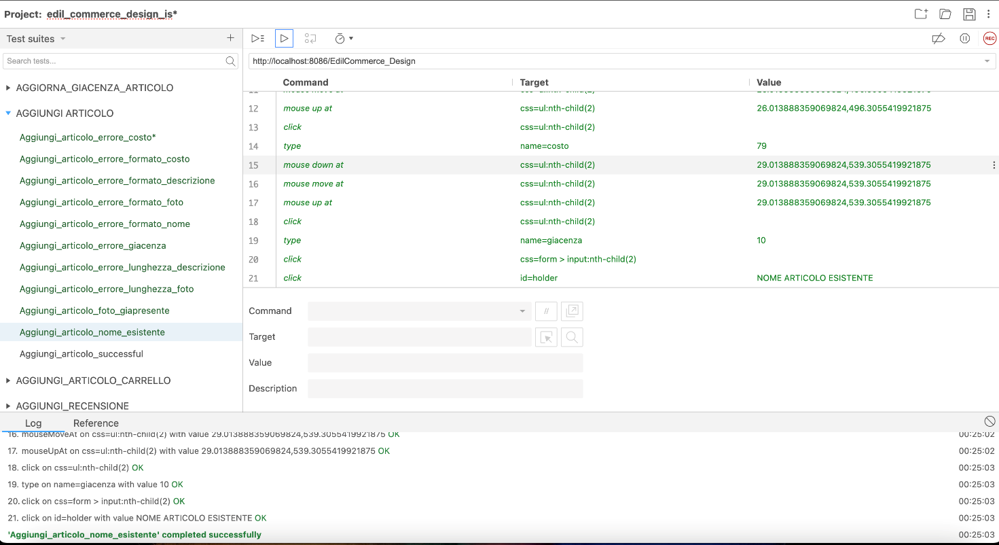 Project: edil_commerce_design_is*
Test suites
Search tests...
AGGIORNA_GIACENZA_ARTICOLO
AGGIUNGI ARTICOLO
Aggiungi_articolo_errore_costo*
Aggiungi_articolo_errore_formato_costo
Aggiungi_articolo_errore_formato_descrizione
Aggiungi_articolo_errore_formato_foto
Aggiungi_articolo_errore_formato_nome
Aggiungi_articolo_errore_giacenza
Aggiungi_articolo_errore_lunghezza_descrizione
Aggiungi_articolo_errore_lunghezza_foto
Aggiungi_articolo_foto_giapresente
Aggiungi_articolo_nome_esistente
Aggiungi_articolo_successful
AGGIUNGI_ARTICOLO_CARRELLO
AGGIUNGI_RECENSIONE
REC
http://localhost:8086/EdilCommerce_Design
Command Target Value
12 mouse up at css=ul:nth-child(2) 26.013888359069824,496.3055419921875
13 click css=ul:nth-child(2)
14 type name=costo 79
15 mouse down at css=ul:nth-child(2) 29.013888359069824,539.3055419921875
16 mouse move at css=ul:nth-child(2) 29.013888359069824,539.3055419921875
17 mouse up at css=ul:nth-child(2) 29.013888359069824,539.3055419921875
18 click css=ul:nth-child(2)
19 type name=giacenza 10
20 click css=form > input:nth-child(2)
21 click id=holder NOME ARTICOLO ESISTENTE
Command //
Target
Value
Description
Log Reference
16. mouseMoveAt on css=ul:nth-child(2) with value 29.013888359069824,539.3055419921875 OK 00:25:02
17. mouseUpAt on css=ul:nth-child(2) with value 29.013888359069824,539.3055419921875 OK 00:25:02
18. click on css=ul:nth-child(2) OK 00:25:03
19. type on name=giacenza with value 10 OK 00:25:03
20. click on css=form > input:nth-child(2) OK 00:25:03
21. click on id=holder with value NOME ARTICOLO ESISTENTE OK 00:25:03
'Aggiungi_articolo_nome_esistente' completed successfully 00:25:03